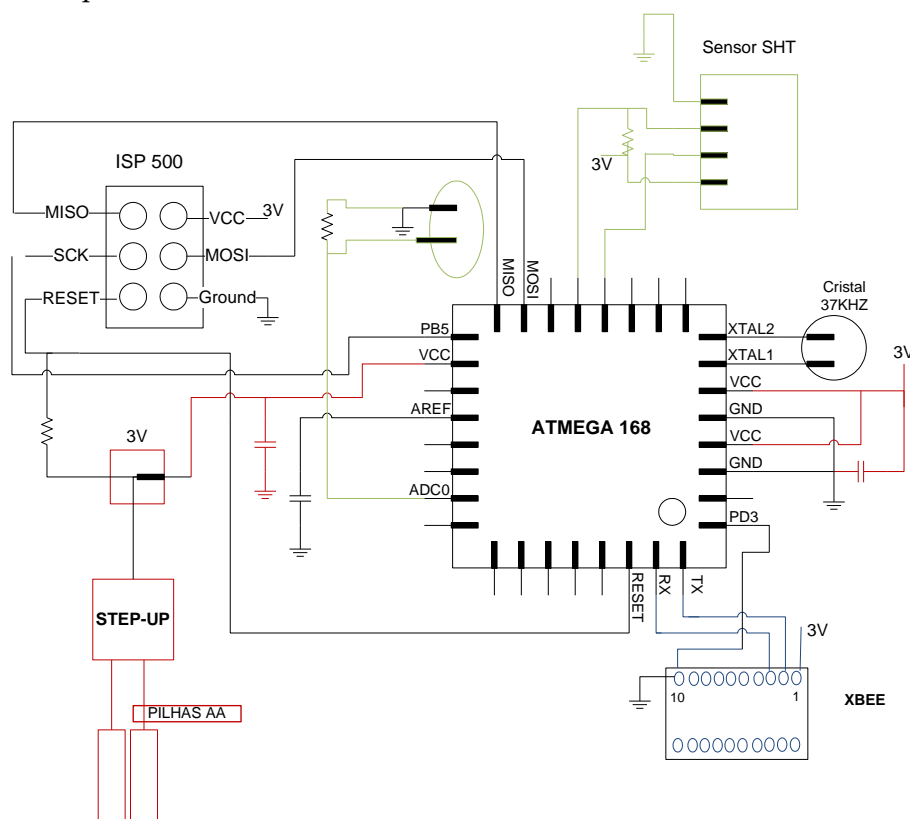 Sensor SHT
ISP 500
3V
MISO
VCC
3V
SCK
MOSI
RESET
Ground
MISO
MOSI
Cristal
37KHZ
PB5
XTAL2
VCC
XTAL1
3V
VCC
AREF
GND
ATMEGA 168
VCC
3V
GND
ADC0
PD3
RESET
RX
TX
STEP-UP
3V
PILHAS AA
10
1
XBEE